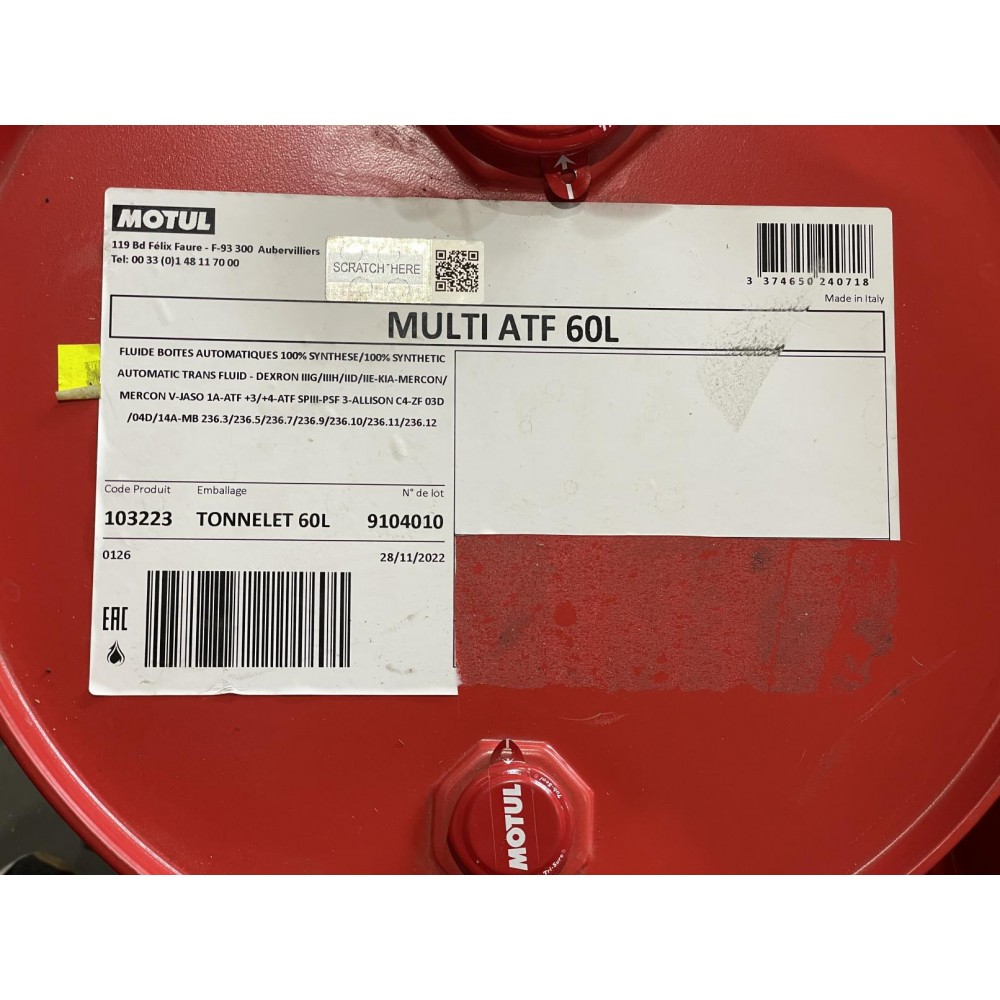 MOTUL
119 Bd Félix Faure - F-93 300 Aubervilliers
Tel: 00 33 (0)1 48 11 70 00
SCRATCH HERE
3 374650 240718
Made in Italy
MULTI ATF 60L
FLUIDE BOITES AUTOMATIQUES 100% SYNTHESE/100% SYNTHETIC
AUTOMATIC TRANS FLUID - DEXRON IIIG/IIIH/IID/IIE-KIA-MERCON/
MERCON V-JASO 1A-ATF +3/+4-ATF SPIII-PSF 3-ALLISON C4-ZF 03D
/04D/14A-MB 236.3/236.5/236.7/236.9/236.10/236.11/236.12
Code Produit Emballage N° de lot
103223 TONNELET 60L 9104010
0126 28/11/2022
EAC
MOTUL
Tri-Sure®